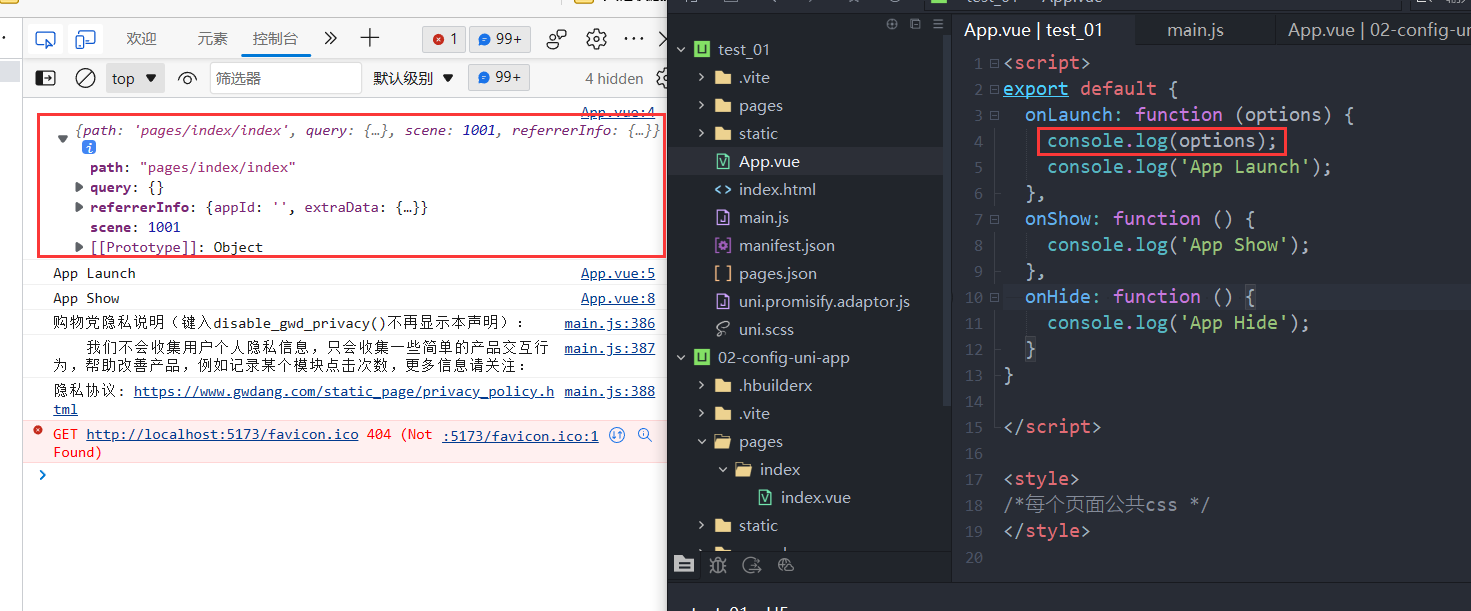 欢迎
元素
控制台
1
99+
top
筛选器
默认级别
99+
4 hidden
App.vue:4
{path: 'pages/index/index', query: {…}, scene: 1001, referrerInfo: {…}}
path: "pages/index/index"
query: {}
referrerInfo: {appId: '', extraData: {…}}
scene: 1001
[[Prototype]]: Object
App Launch App.vue:5
App Show App.vue:8
购物党隐私说明（键入disable_gwd_privacy()不再显示本声明）： main.js:386
我们不会收集用户个人隐私信息，只会收集一些简单的产品交互行 main.js:387
为，帮助改善产品，例如记录某个模块点击次数，更多信息请关注：
隐私协议：https://www.gwdang.com/static_page/privacy_policy.h main.js:388
tml
GET http://localhost:5173/favicon.ico 404 (Not :5173/favicon.ico:1
Found)
test_01
.vite
pages
static
App.vue
index.html
main.js
manifest.json
pages.json
uni.promisify.adaptor.js
uni.scss
02-config-uni-app
.hbuilderx
.vite
pages
index
index.vue
static
App.vue | test_01
main.js
App.vue | 02-config-un
1 <script>
2 export default {
3 onLaunch: function (options) {
4 console.log(options);
5 console.log('App Launch');
6 },
7 onShow: function () {
8 console.log('App Show');
9 },
10 onHide: function () {
11 console.log('App Hide');
12 }
13 }
14
15 </script>
16
17 <style>
18 /*每个页面公共css */
19 </style>
20